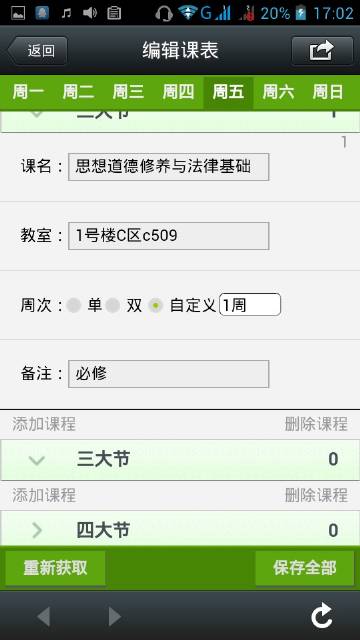 G 20% 17:02
返回 编辑课表
周一 周二 周三 周四 周五 周六 周日
二大节 1
1
课名： 思想道德修养与法律基础
教室： 1号楼C区c509
周次： 单 双 自定义 1周
备注： 必修
添加课程 删除课程
三大节 0
添加课程 删除课程
四大节 0
重新获取 保存全部